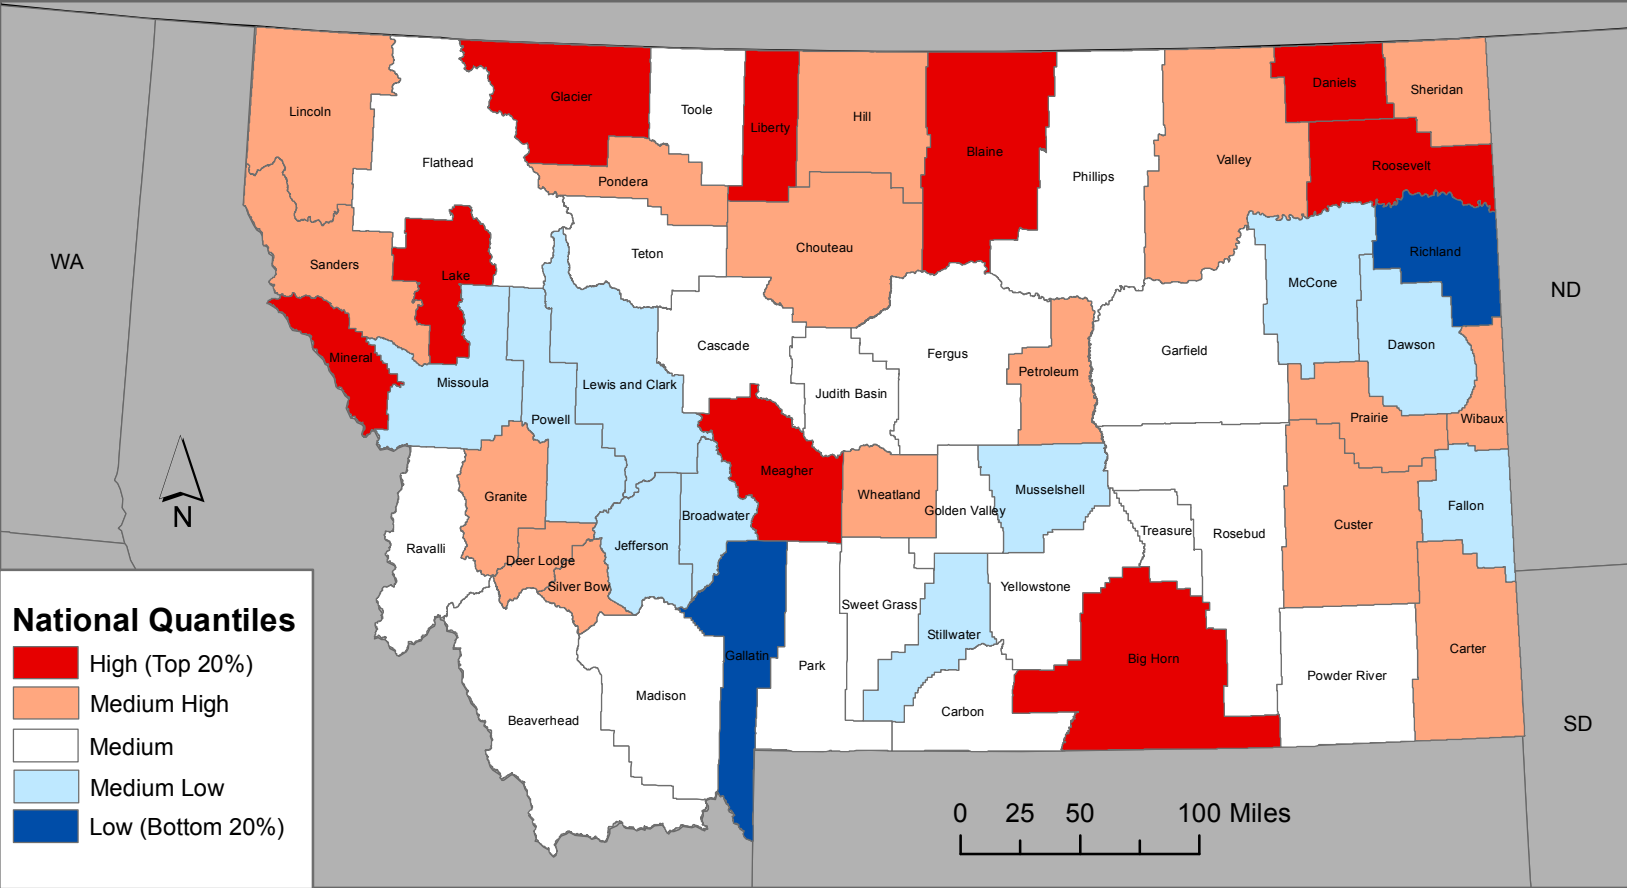 Lincoln
Flathead
Glacier
Toole
Liberty
Hill
Blaine
Phillips
Valley
Daniels
Sheridan
Roosevelt
Pondera
Teton
Chouteau
Richland
McCone
Dawson
WA
Sanders
Lake
ND
Mineral
Missoula
Powell
Lewis and Clark
Cascade
Judith Basin
Fergus
Petroleum
Garfield
Prairie
Wibaux
N
Granite
Meagher
Wheatland
Golden Valley
Musselshell
Treasure
Rosebud
Custer
Fallon
Ravalli
Deer Lodge
Silver Bow
Jefferson
Broadwater
Sweet Grass
Stillwater
Yellowstone
Big Horn
Powder River
Carter
Gallatin
Park
Madison
Beaverhead
Carbon
SD
National Quantiles
High (Top 20%)
Medium High
Medium
Medium Low
Low (Bottom 20%)
0 25 50 100 Miles